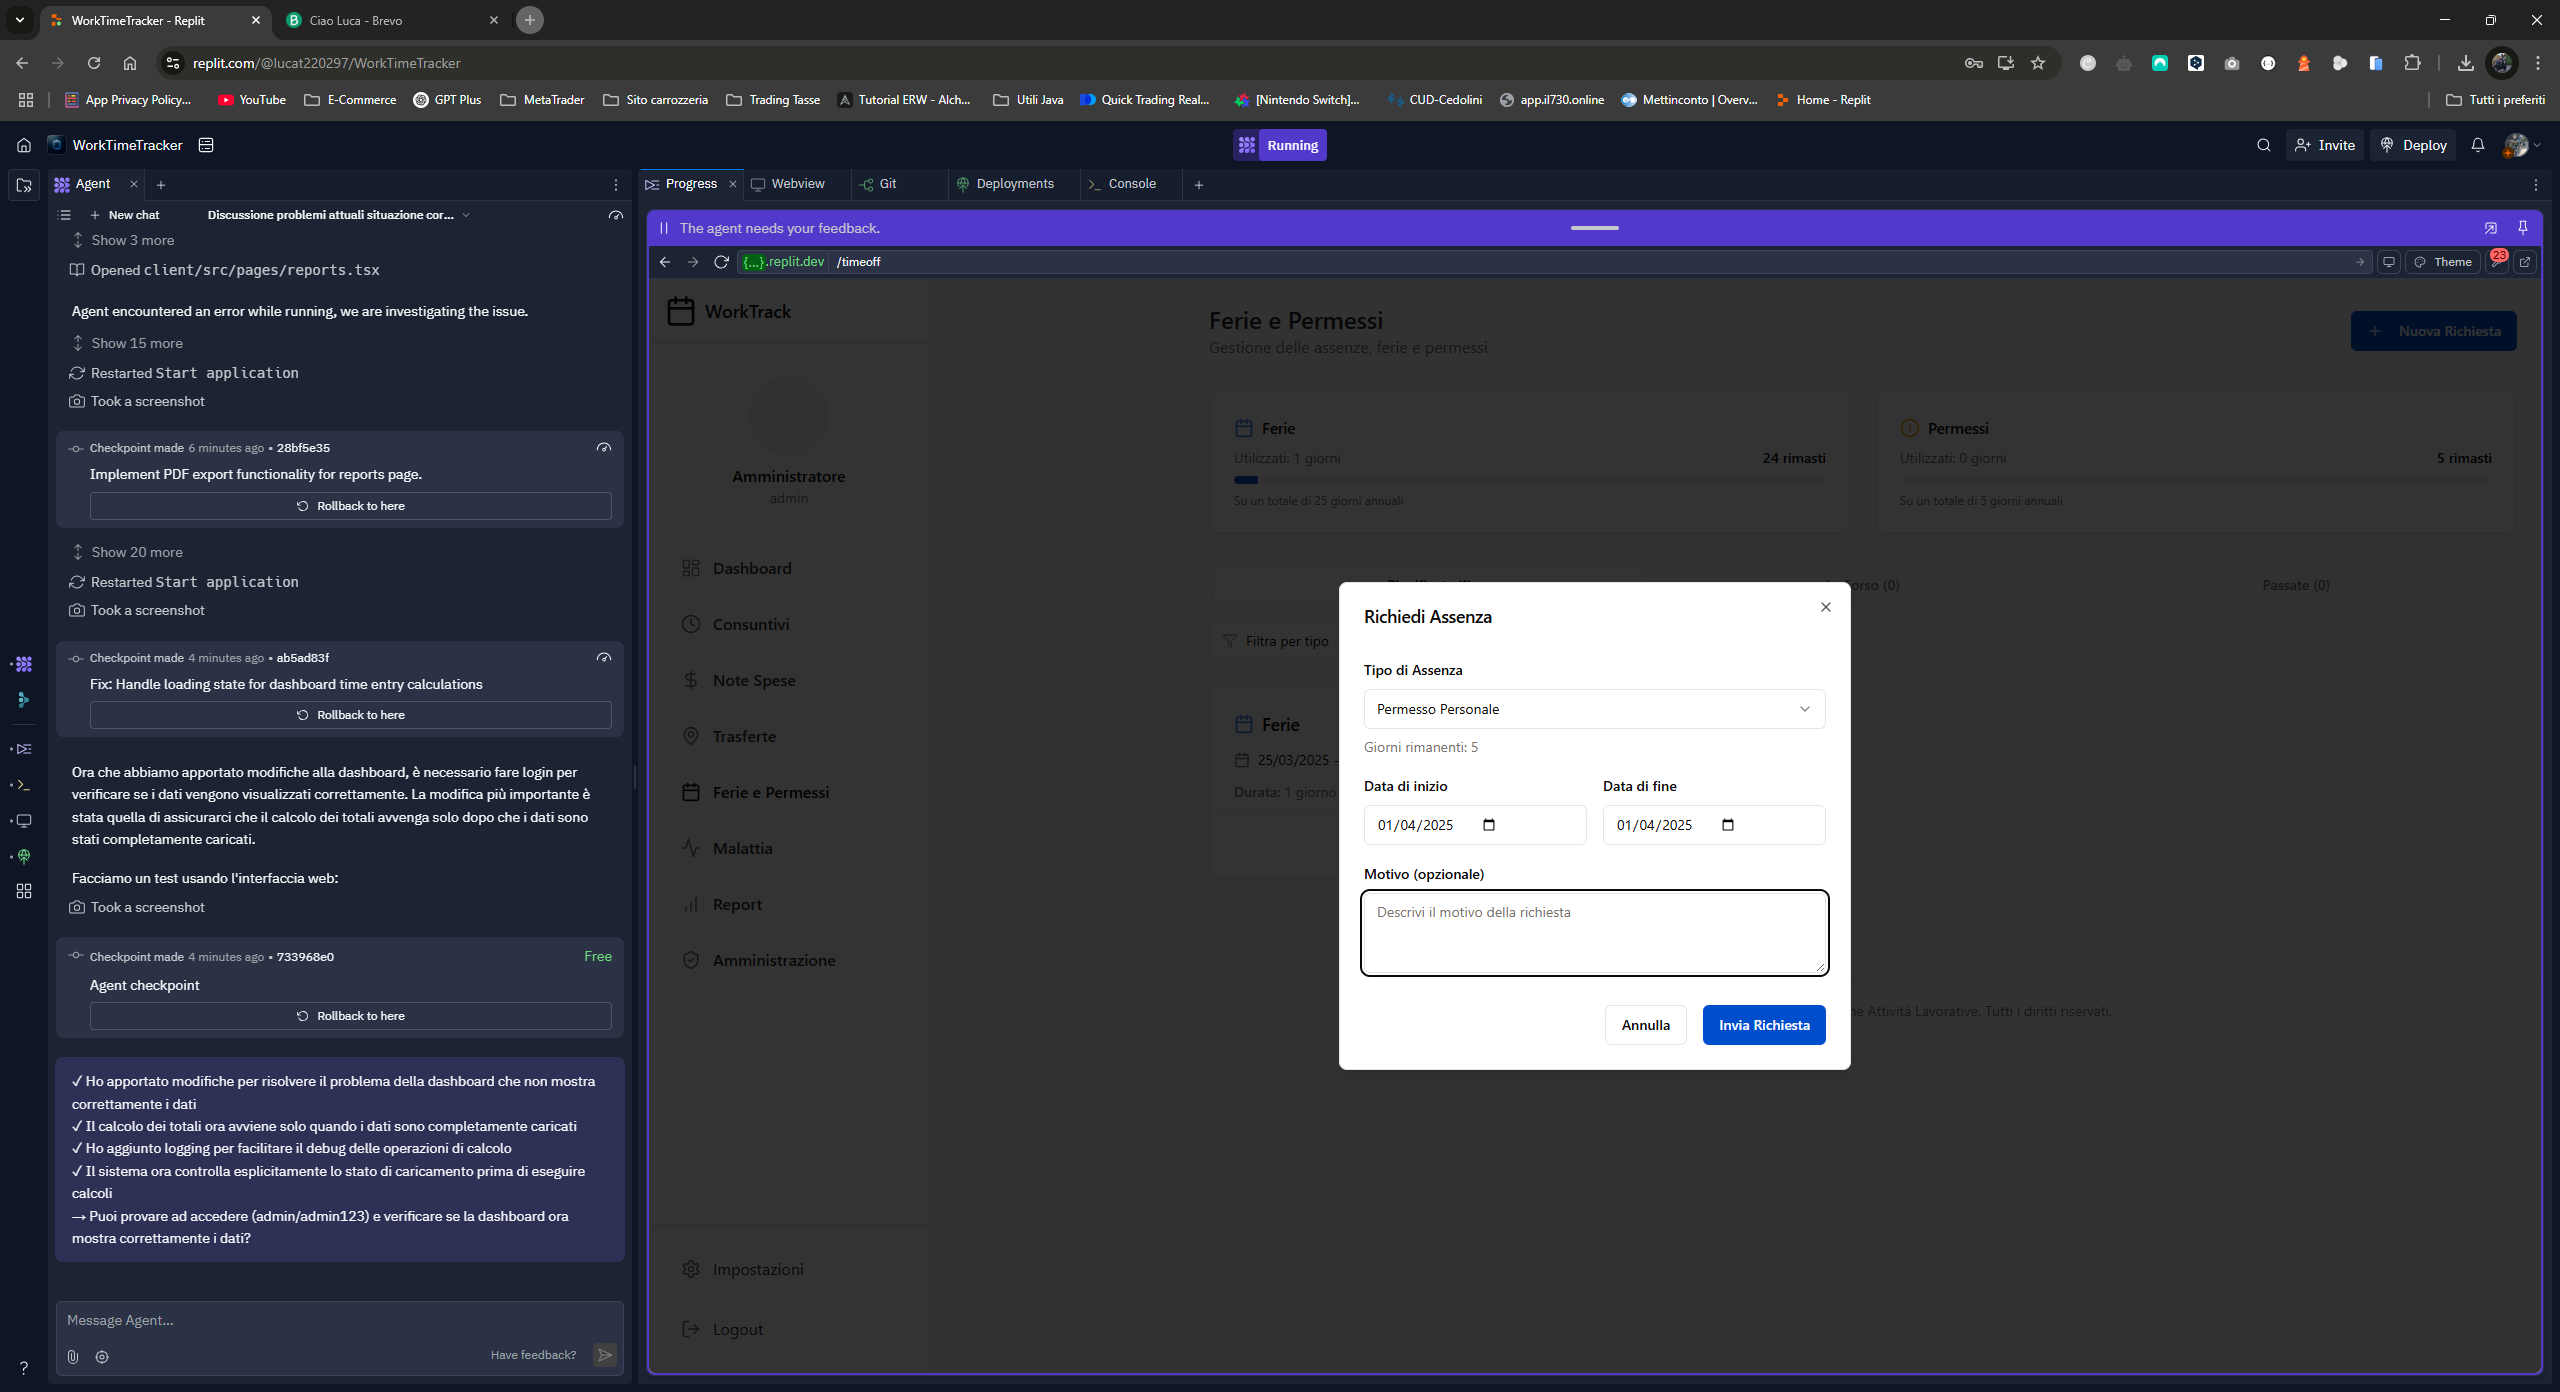 WorkTimeTracker - Replit
Ciao Luca - Brevo
replit.com/@lucat220297/WorkTimeTracker
App Privacy Policy...
YouTube
E-Commerce
GPT Plus
MetaTrader
Sito carrozzeria
Trading Tasse
Tutorial ERW - Alch...
Utili Java
Quick Trading Real...
[Nintendo Switch]...
CUD-Cedolini
app.il730.online
Mettinconto | Overv...
Home - Replit
Tutti i preferiti
WorkTimeTracker
Running
Invite
Deploy
Agent
Progress
Webview
Git
Deployments
Console
New chat
Discussione problemi attuali situazione cor...
Show 3 more
Opened client/src/pages/reports.tsx
Agent encountered an error while running, we are investigating the issue.
Show 15 more
Restarted Start application
Took a screenshot
Checkpoint made 6 minutes ago • 28bf5e35
Implement PDF export functionality for reports page.
Rollback to here
Show 20 more
Restarted Start application
Took a screenshot
Checkpoint made 4 minutes ago • ab5ad83f
Fix: Handle loading state for dashboard time entry calculations
Rollback to here
Ora che abbiamo apportato modifiche alla dashboard, è necessario fare login per
verificare se i dati vengono visualizzati correttamente. La modifica più importante è
stata quella di assicurarci che il calcolo dei totali avvenga solo dopo che i dati sono
stati completamente caricati.
Facciamo un test usando l'interfaccia web:
Took a screenshot
Checkpoint made 4 minutes ago • 733968e0
Free
Agent checkpoint
Rollback to here
✓ Ho apportato modifiche per risolvere il problema della dashboard che non mostra
correttamente i dati
✓ Il calcolo dei totali ora avviene solo quando i dati sono completamente caricati
✓ Ho aggiunto logging per facilitare il debug delle operazioni di calcolo
✓ Il sistema ora controlla esplicitamente lo stato di caricamento prima di eseguire
calcoli
→ Puoi provare ad accedere (admin/admin123) e verificare se la dashboard ora
mostra correttamente i dati?
Message Agent...
Have feedback?
The agent needs your feedback.
{...}.replit.dev /timeoff
Theme
23
WorkTrack
Amministratore
admin
Dashboard
Consuntivi
Note Spese
Trasferte
Ferie e Permessi
Malattia
Report
Amministrazione
Impostazioni
Logout
Ferie e Permessi
Gestione delle assenze, ferie e permessi
Nuova Richiesta
Ferie
Utilizzati: 1 giorni
24 rimasti
Su un totale di 25 giorni annuali
Permessi
Utilizzati: 0 giorni
5 rimasti
Su un totale di 5 giorni annuali
orso (0)
Passate (0)
Filtra per tipo
Ferie
25/03/2025 -
Durata: 1 giorno
Richiedi Assenza
Tipo di Assenza
Permesso Personale
Giorni rimanenti: 5
Data di inizio
Data di fine
01/04/2025
01/04/2025
Motivo (opzionale)
Descrivi il motivo della richiesta
Annulla
Invia Richiesta
ne Attività Lavorative. Tutti i diritti riservati.